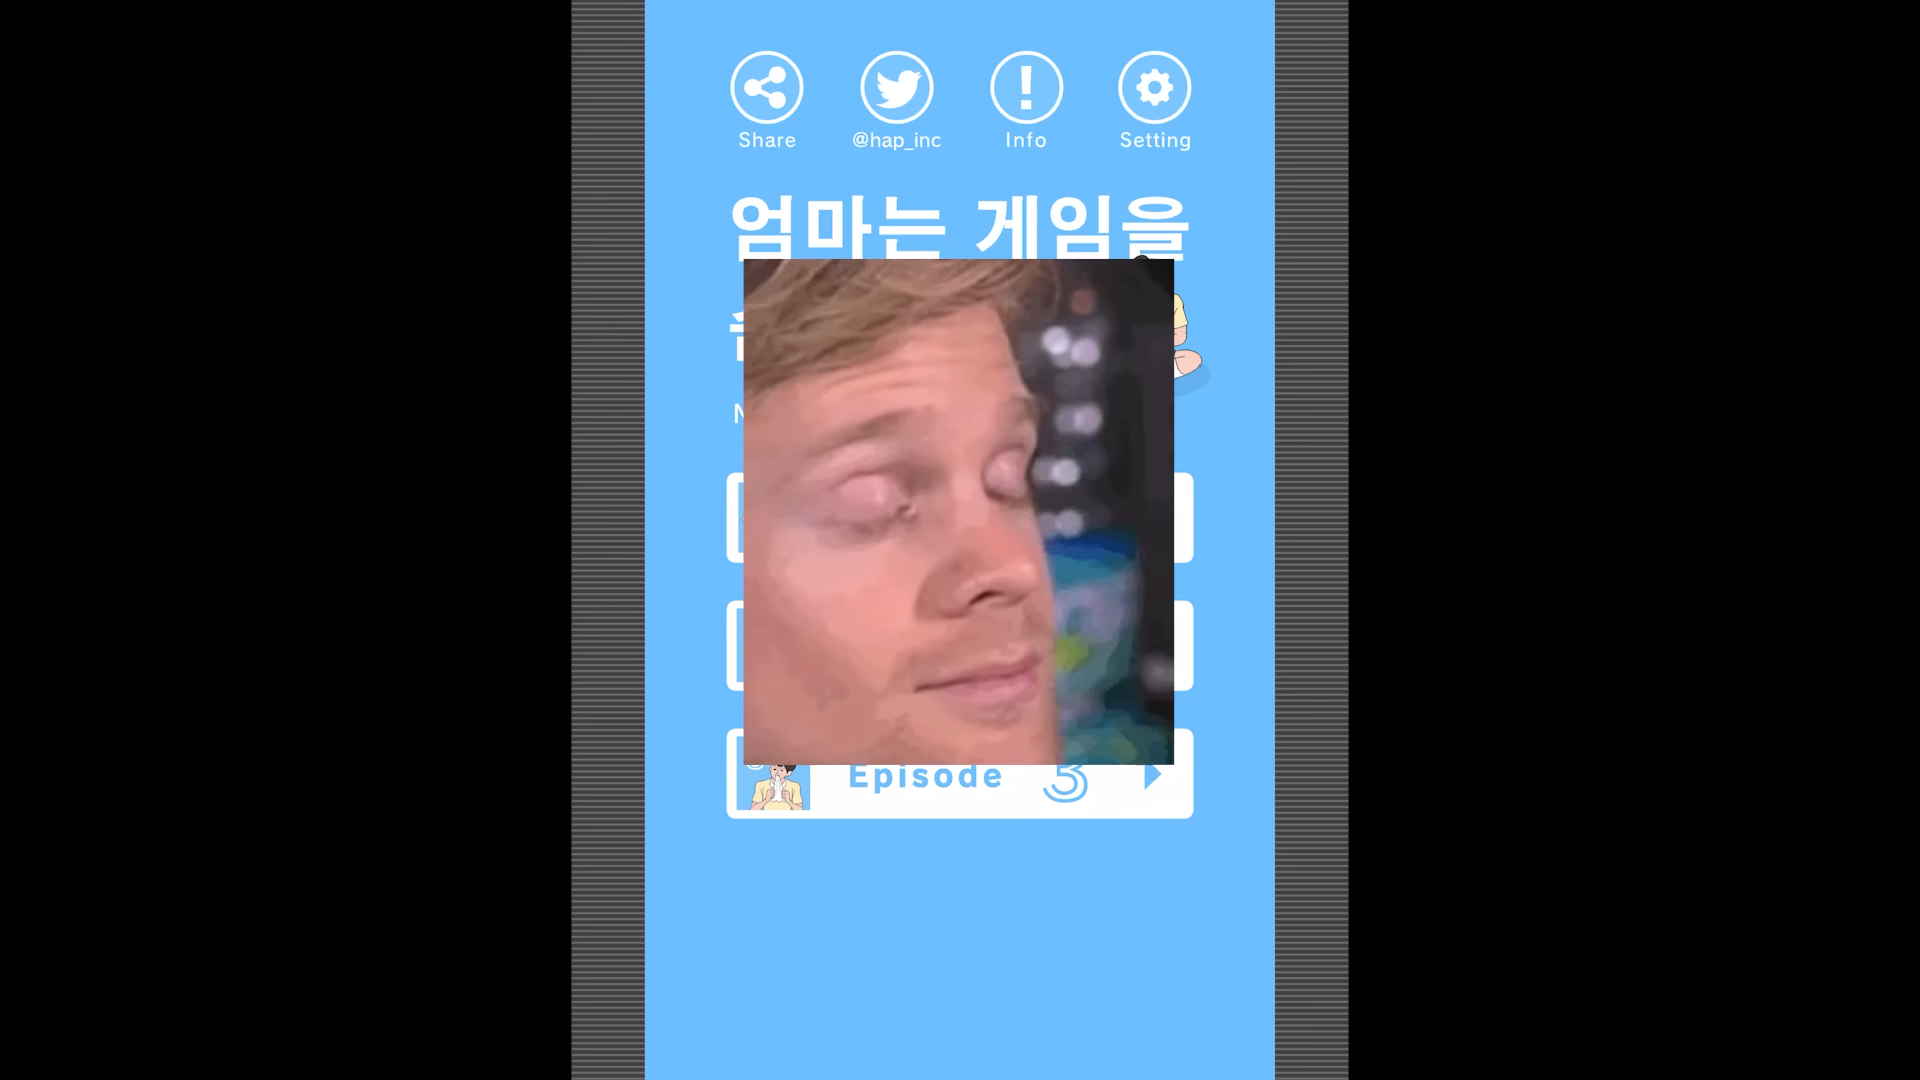 Share @hap_inc Info Setting
엄마는 게임을
Episode 3